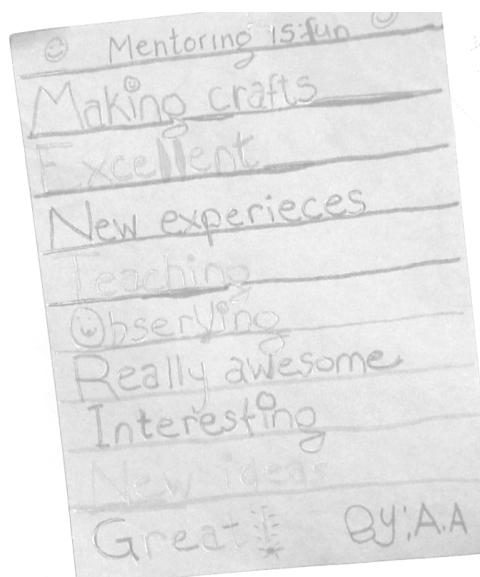 Mentoring is:fun
Making crafts
Excellent
New experieces
Teaching
Observing
Really awesome
Interesting
New ideas
Great!
By;A.A